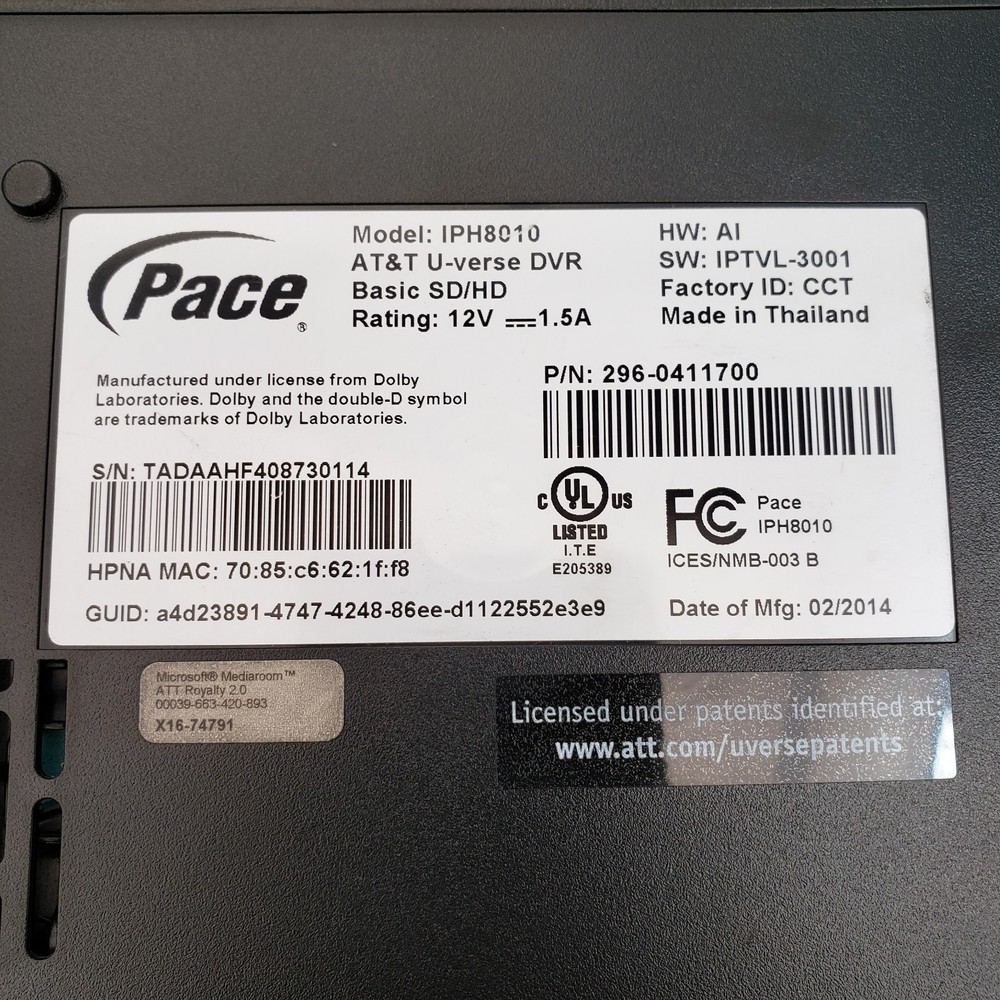 Pace®
Model: IPH8010
AT&T U-verse DVR
Basic SD/HD
Rating: 12V ⎓1.5A
HW: AI
SW: IPTVL-3001
Factory ID: CCT
Made in Thailand
Manufactured under license from Dolby
Laboratories. Dolby and the double-D symbol
are trademarks of Dolby Laboratories.
P/N: 296-0411700
S/N: TADAAHF408730114
C UL US
LISTED
I.T.E
E205389
FC Pace
IPH8010
ICES/NMB-003 B
HPNA MAC: 70:85:c6:62:1f:f8
GUID: a4d23891-4747-4248-86ee-d1122552e3e9
Date of Mfg: 02/2014
Microsoft® Mediaroom™
ATT Royalty 2.0
00039-663-420-893
X16-74791
Licensed under patents identified at:
www.att.com/uversepatents